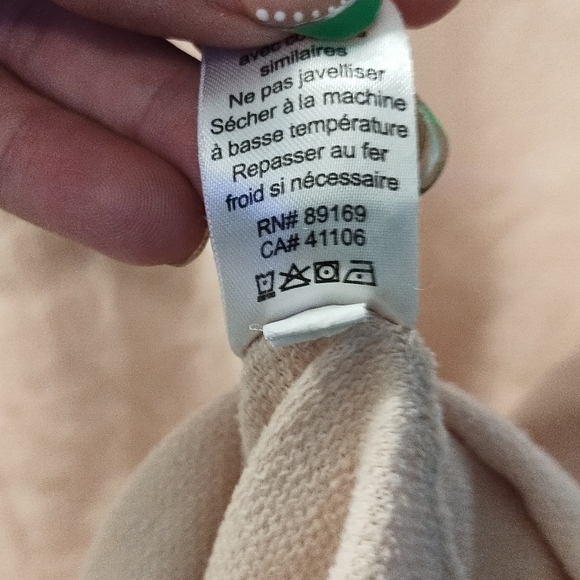 avec
similaires
Ne pas javelliser
Sécher à la machine
à basse température
Repasser au fer
froid si nécessaire
RN# 89169
CA# 41106